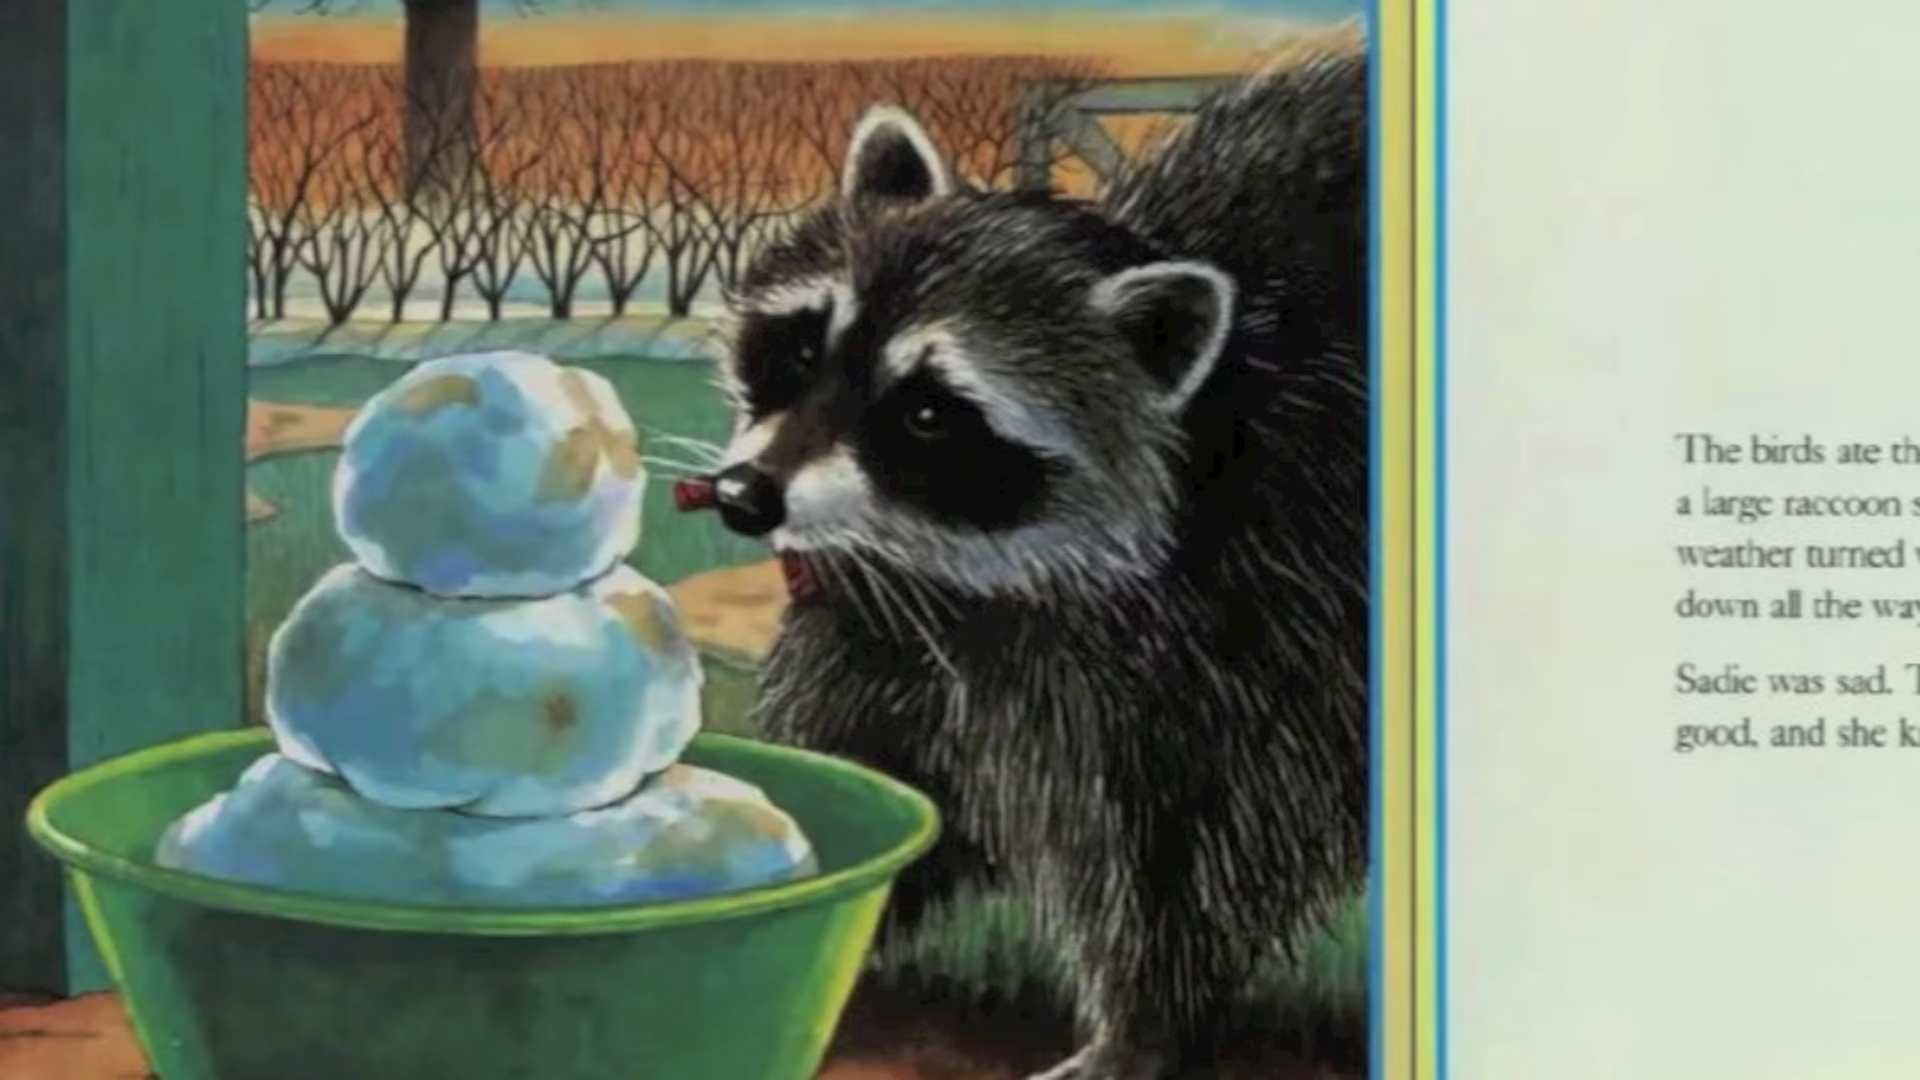 The birds ate th
a large raccoon s
weather turned
down all the way
Sadie was sad. T
good, and she k